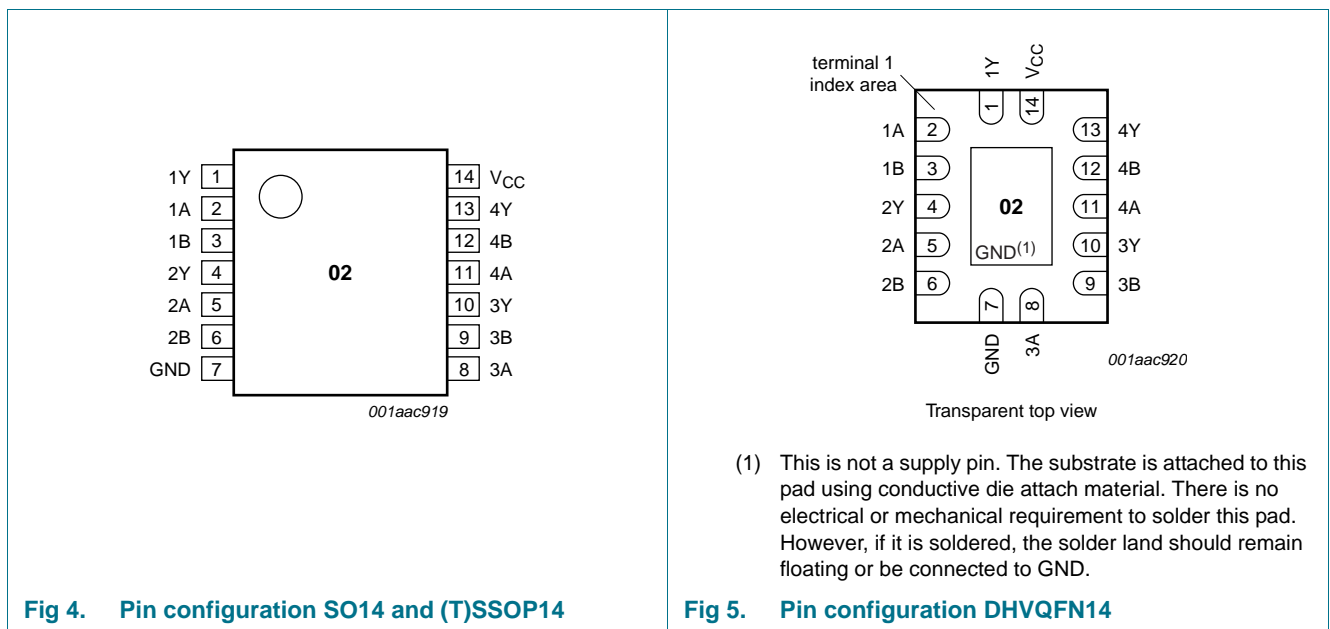 1Y 1 14 VCC
1A 2 13 4Y
1B 3 12 4B
2Y 4 02 11 4A
2A 5 10 3Y
2B 6 9 3B
GND 7 8 3A
001aac919
Fig 4. Pin configuration SO14 and (T)SSOP14
terminal 1
index area
1Y VCC
1 14
1A 2 13 4Y
1B 3 12 4B
2Y 4 02 11 4A
2A 5 GND(1) 10 3Y
2B 6 9 3B
7 8
GND 3A
001aac920
Transparent top view
(1) This is not a supply pin. The substrate is attached to this
pad using conductive die attach material. There is no
electrical or mechanical requirement to solder this pad.
However, if it is soldered, the solder land should remain
floating or be connected to GND.
Fig 5. Pin configuration DHVQFN14